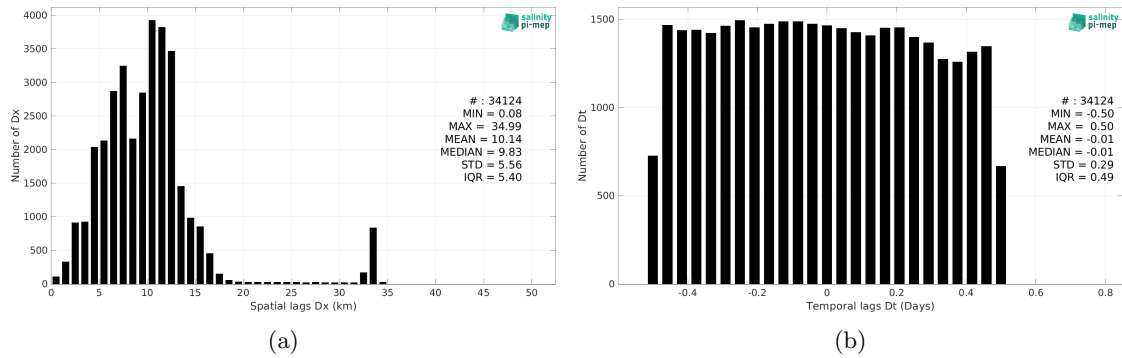 4000
3500
3000
2500
2000
1500
1000
500
0
Number of Dx
0 5 10 15 20 25 30 35 40 45 50
Spatial lags Dx (km)
salinity
pi-mep
# : 34124
MIN = 0.08
MAX = 34.99
MEAN = 10.14
MEDIAN = 9.83
STD = 5.56
IQR = 5.40
(a)
1500
1000
500
0
Number of Dt
-0.4 -0.2 0 0.2 0.4 0.6 0.8
Temporal lags Dt (Days)
salinity
pi-mep
# : 34124
MIN = -0.50
MAX = 0.50
MEAN = -0.01
MEDIAN = -0.01
STD = 0.29
IQR = 0.49
(b)